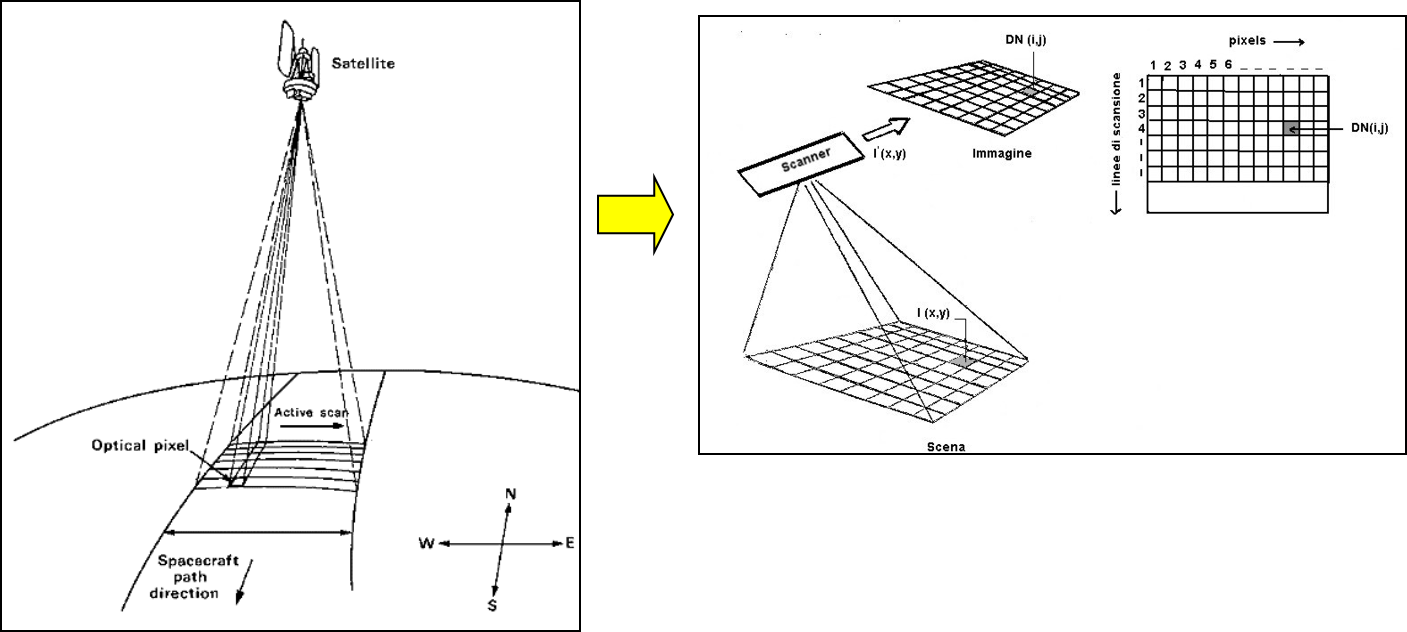 Satellite
Active scan
Optical pixel
N
W
E
S
Spacecraft
path
direction
DN (i,j)
Scanner
I'(x,y)
Immagine
I (x,y)
Scena
pixels
1 2 3 4 5 6
linee di scansione
1
2
3
4
DN(i,j)